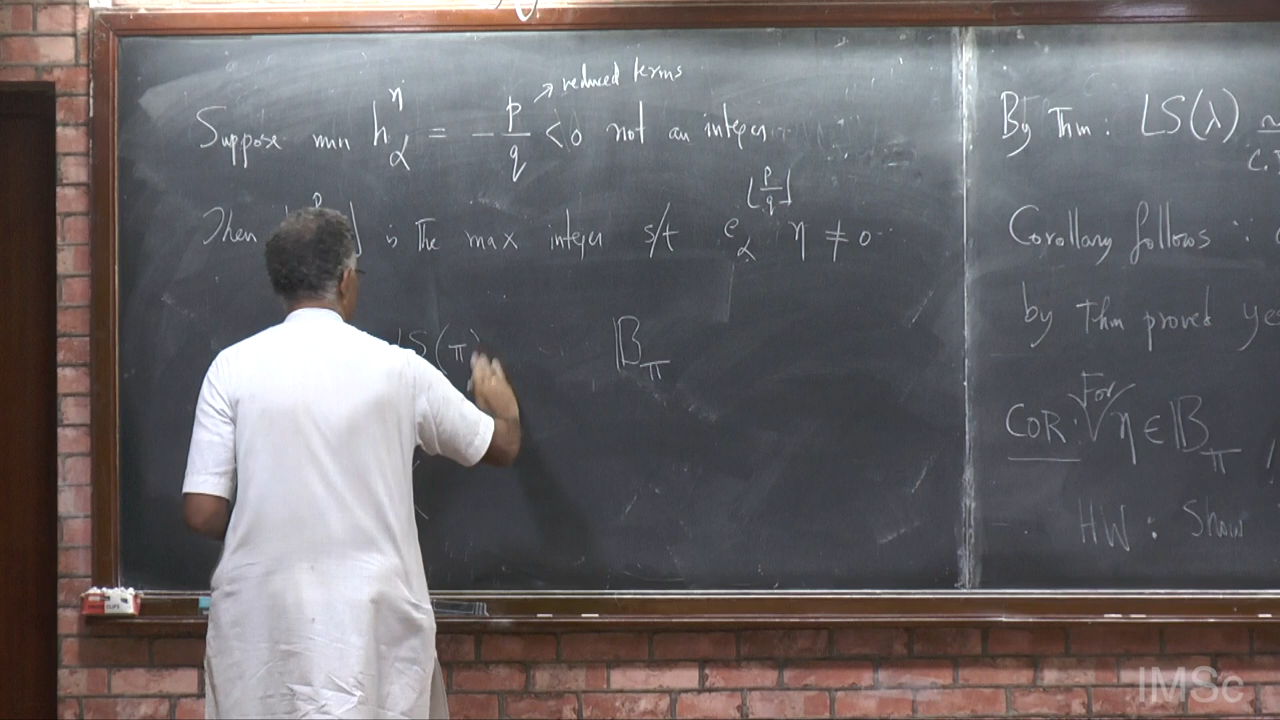 Suppose min h_α^η = - p/q < 0 not an integer.
→ reduced terms
Then ⌋ is the max integer s/t e_α^{⌊p/q⌋} η ≠ 0
LS(π) 𝔹_π
By Thm: LS(λ)
Corollary follows ∵
by Thm proved
COR: For η ∈ 𝔹_π
HW: Show
IMSc